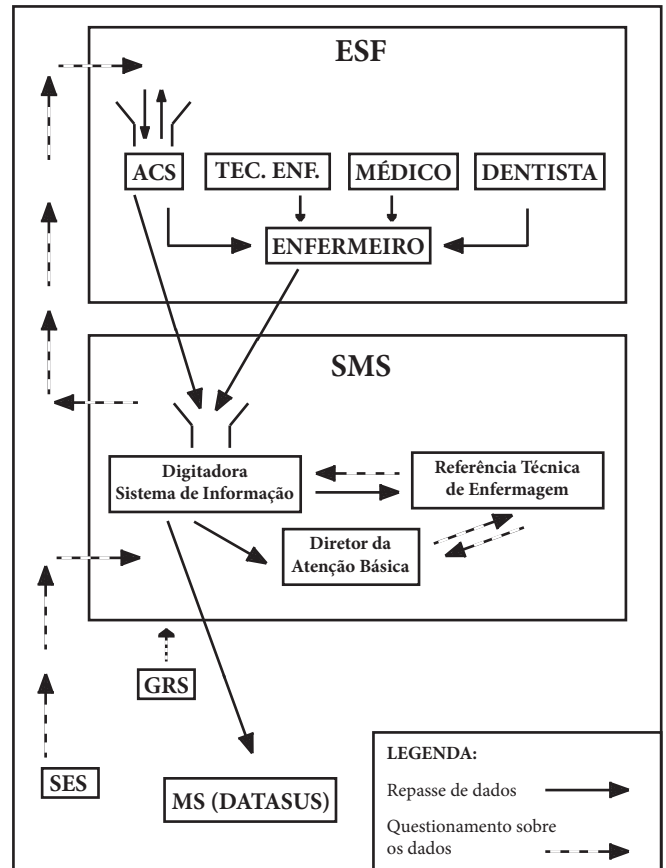 ESF
ACS
TEC. ENF.
MÉDICO
DENTISTA
ENFERMEIRO
SMS
Digitadora
Sistema de Informação
Referência Técnica
de Enfermagem
Diretor da
Atenção Básica
GRS
SES
MS (DATASUS)
LEGENDA:
Repasse de dados
Questionamento sobre
os dados